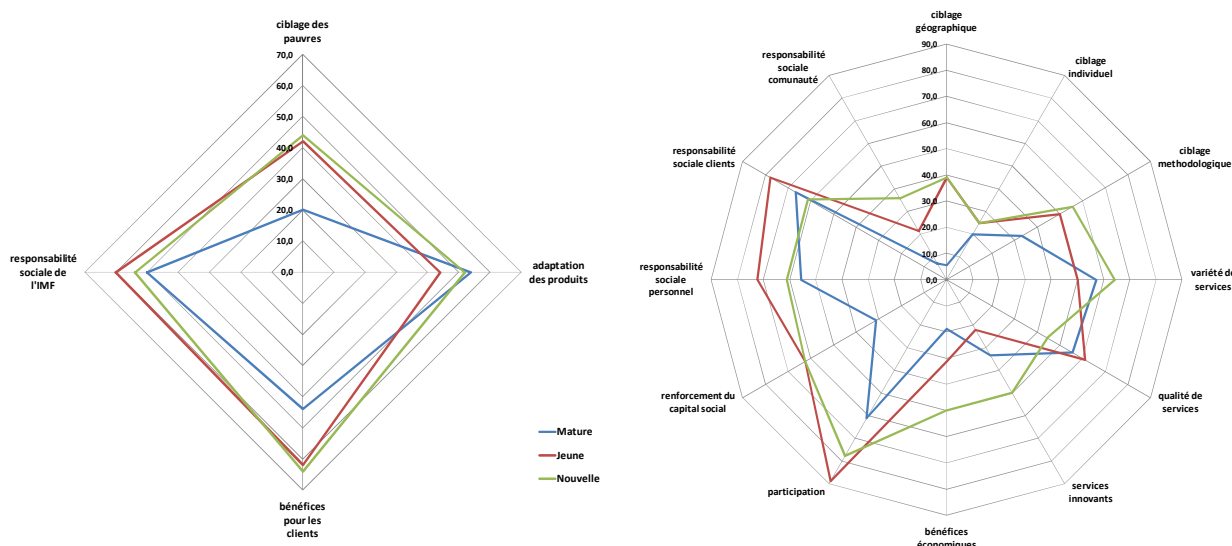 ciblage des
pauvres
70,0
60,0
50,0
40,0
30,0
20,0
10,0
0,0
responsabilité
sociale de
l'IMF
adaptation
des produits
bénéfices
pour les
clients
Mature
Jeune
Nouvelle
ciblage
géographique
90,0
80,0
70,0
60,0
50,0
40,0
30,0
20,0
10,0
0,0
responsabilité
sociale
comunauté
ciblage
individuel
responsabilité
sociale clients
ciblage
methodologique
responsabilité
sociale
personnel
variété de
services
renforcement du
capital social
qualité de
services
participation
services
innovants
bénéfices
économiques